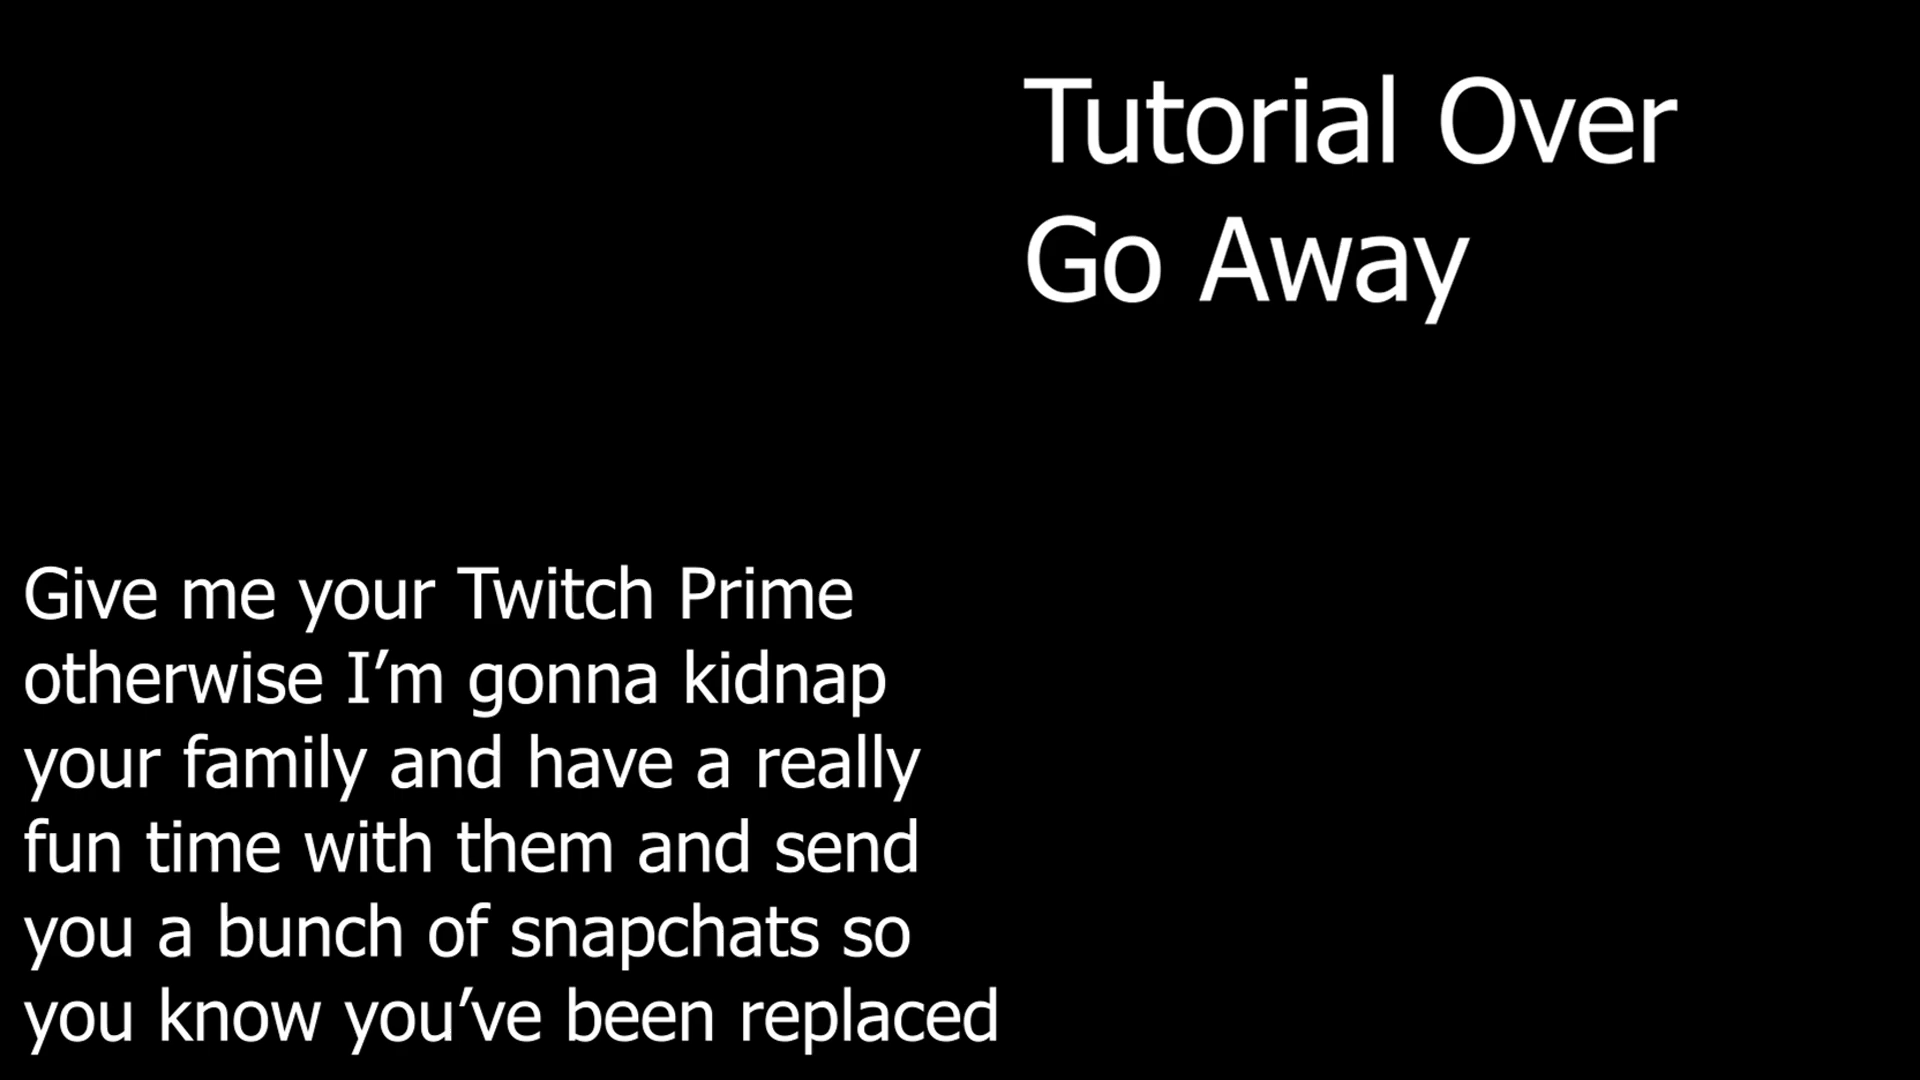 Tutorial Over
Go Away
Give me your Twitch Prime
otherwise I’m gonna kidnap
your family and have a really
fun time with them and send
you a bunch of snapchats so
you know you’ve been replaced